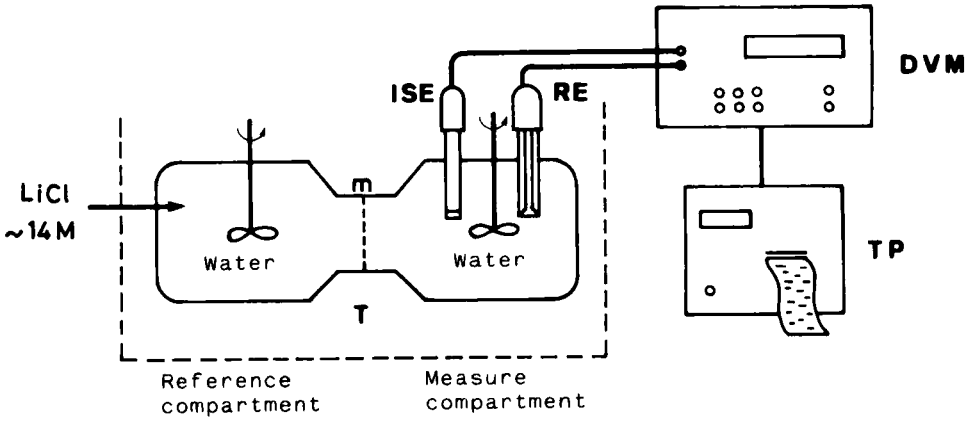 DVM
ISE
RE
LiCl
~14M
m
Water
Water
TP
T
Reference
compartment
Measure
compartment